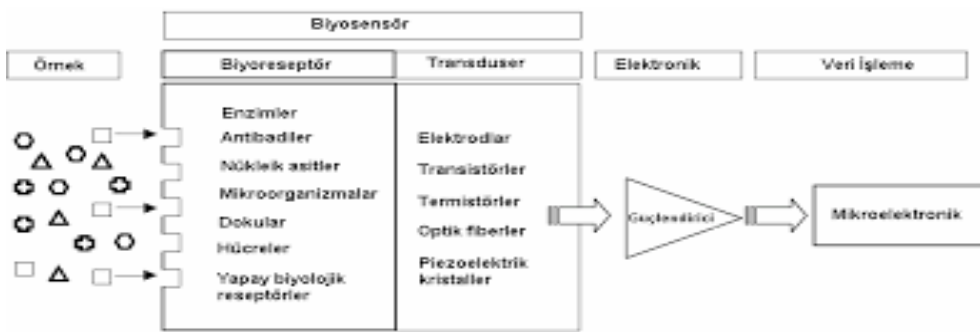 Biyosensör
Örnek
Biyoreseptör
Transduser
Elektronik
Veri İşleme
Enzimler
Antibadiler
Nükleik asitler
Mikroorganizmalar
Dokular
Hücreler
Yapay biyolojik
reseptörler
Elektrodlar
Transistörler
Termistörler
Optik fiberler
Piezoelektrik
kristaller
Güçlendirici
Mikroelektronik